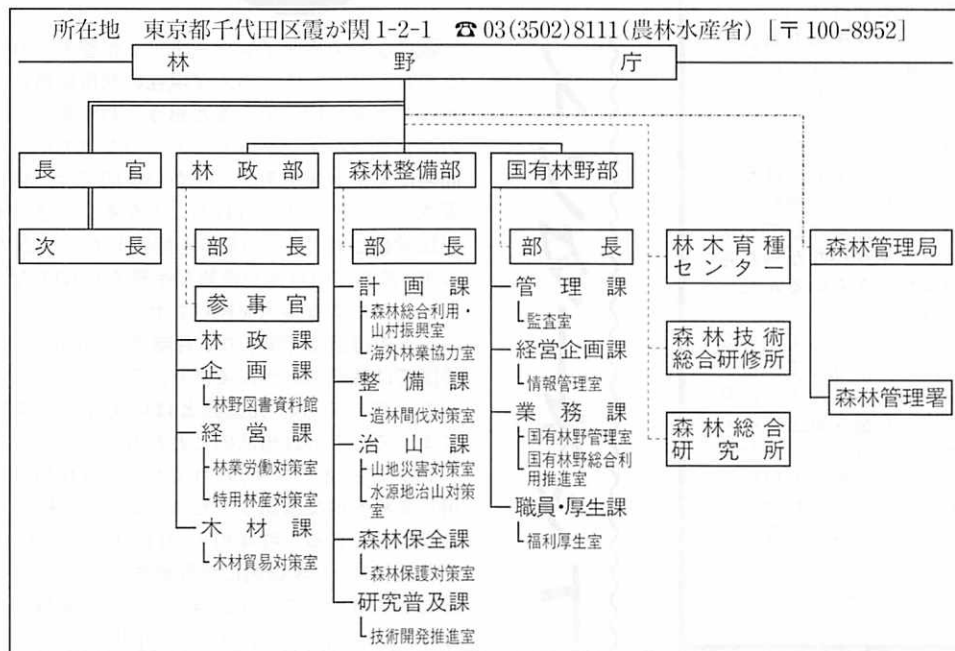 所在地 東京都千代田区霞が関1-2-1 ☎03(3502)8111(農林水産省) [〒100-8952]
林野庁
長官
次長
林政部
部長
参事官
林政課
企画課
林野図書資料館
経営課
林業労働対策室
特用林産対策室
木材課
木材貿易対策室
森林整備部
部長
計画課
森林総合利用・
山村振興室
海外林業協力室
整備課
造林間伐対策室
治山課
山地災害対策室
水源地治山対策
室
森林保全課
森林保護対策室
研究普及課
技術開発推進室
国有林野部
部長
管理課
監査室
経営企画課
情報管理室
業務課
国有林野管理室
国有林野総合利
用推進室
職員・厚生課
福利厚生室
林木育種
センター
森林技術
総合研修所
森林総合
研究所
森林管理局
森林管理署